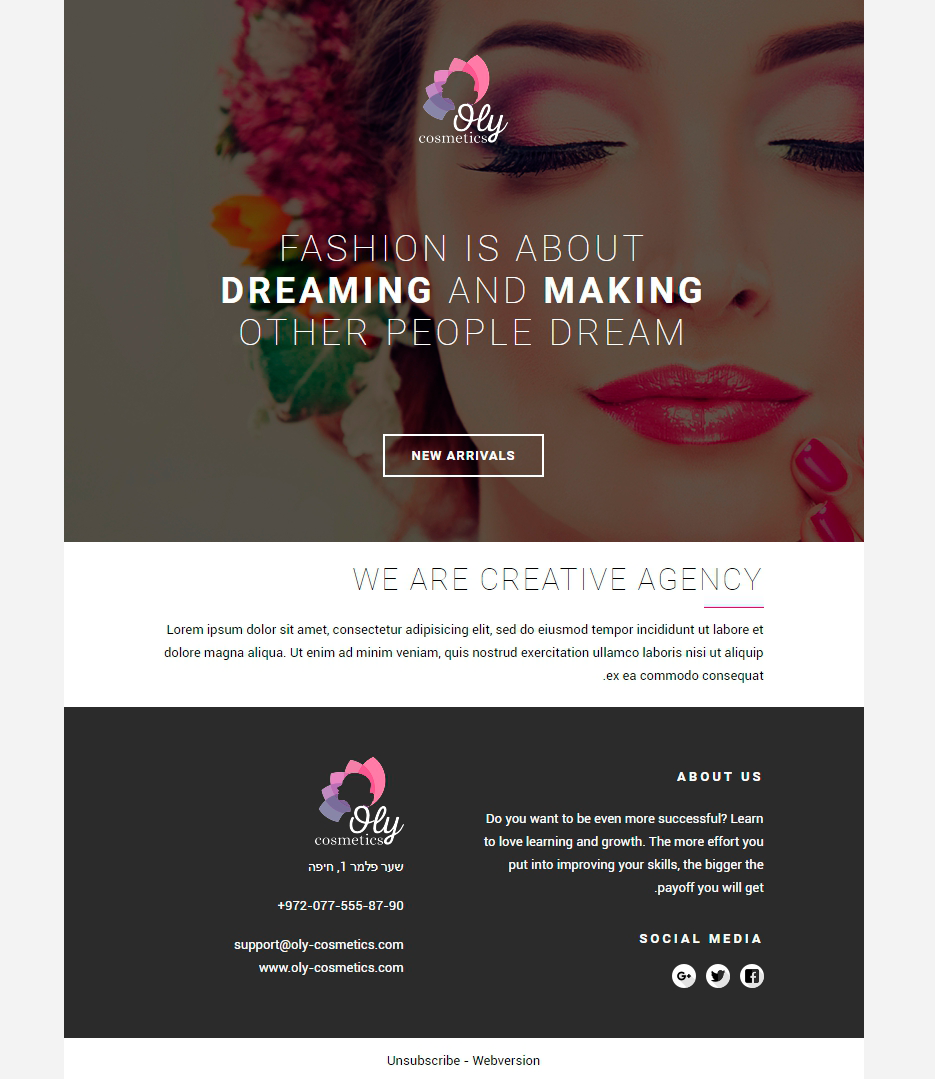 Oly
cosmetics
FASHION IS ABOUT
DREAMING AND MAKING
OTHER PEOPLE DREAM
NEW ARRIVALS
WE ARE CREATIVE AGENCY
Lorem ipsum dolor sit amet, consectetur adipisicing elit, sed do eiusmod tempor incididunt ut labore et
dolore magna aliqua. Ut enim ad minim veniam, quis nostrud exercitation ullamco laboris nisi ut aliquip
.ex ea commodo consequat
ABOUT US
Do you want to be even more successful? Learn
to love learning and growth. The more effort you
put into improving your skills, the bigger the
.payoff you will get
SOCIAL MEDIA
G+
Oly
cosmetics
שער פלמר 1, חיפה
+972-077-555-87-90
support@oly-cosmetics.com
www.oly-cosmetics.com
Unsubscribe - Webversion